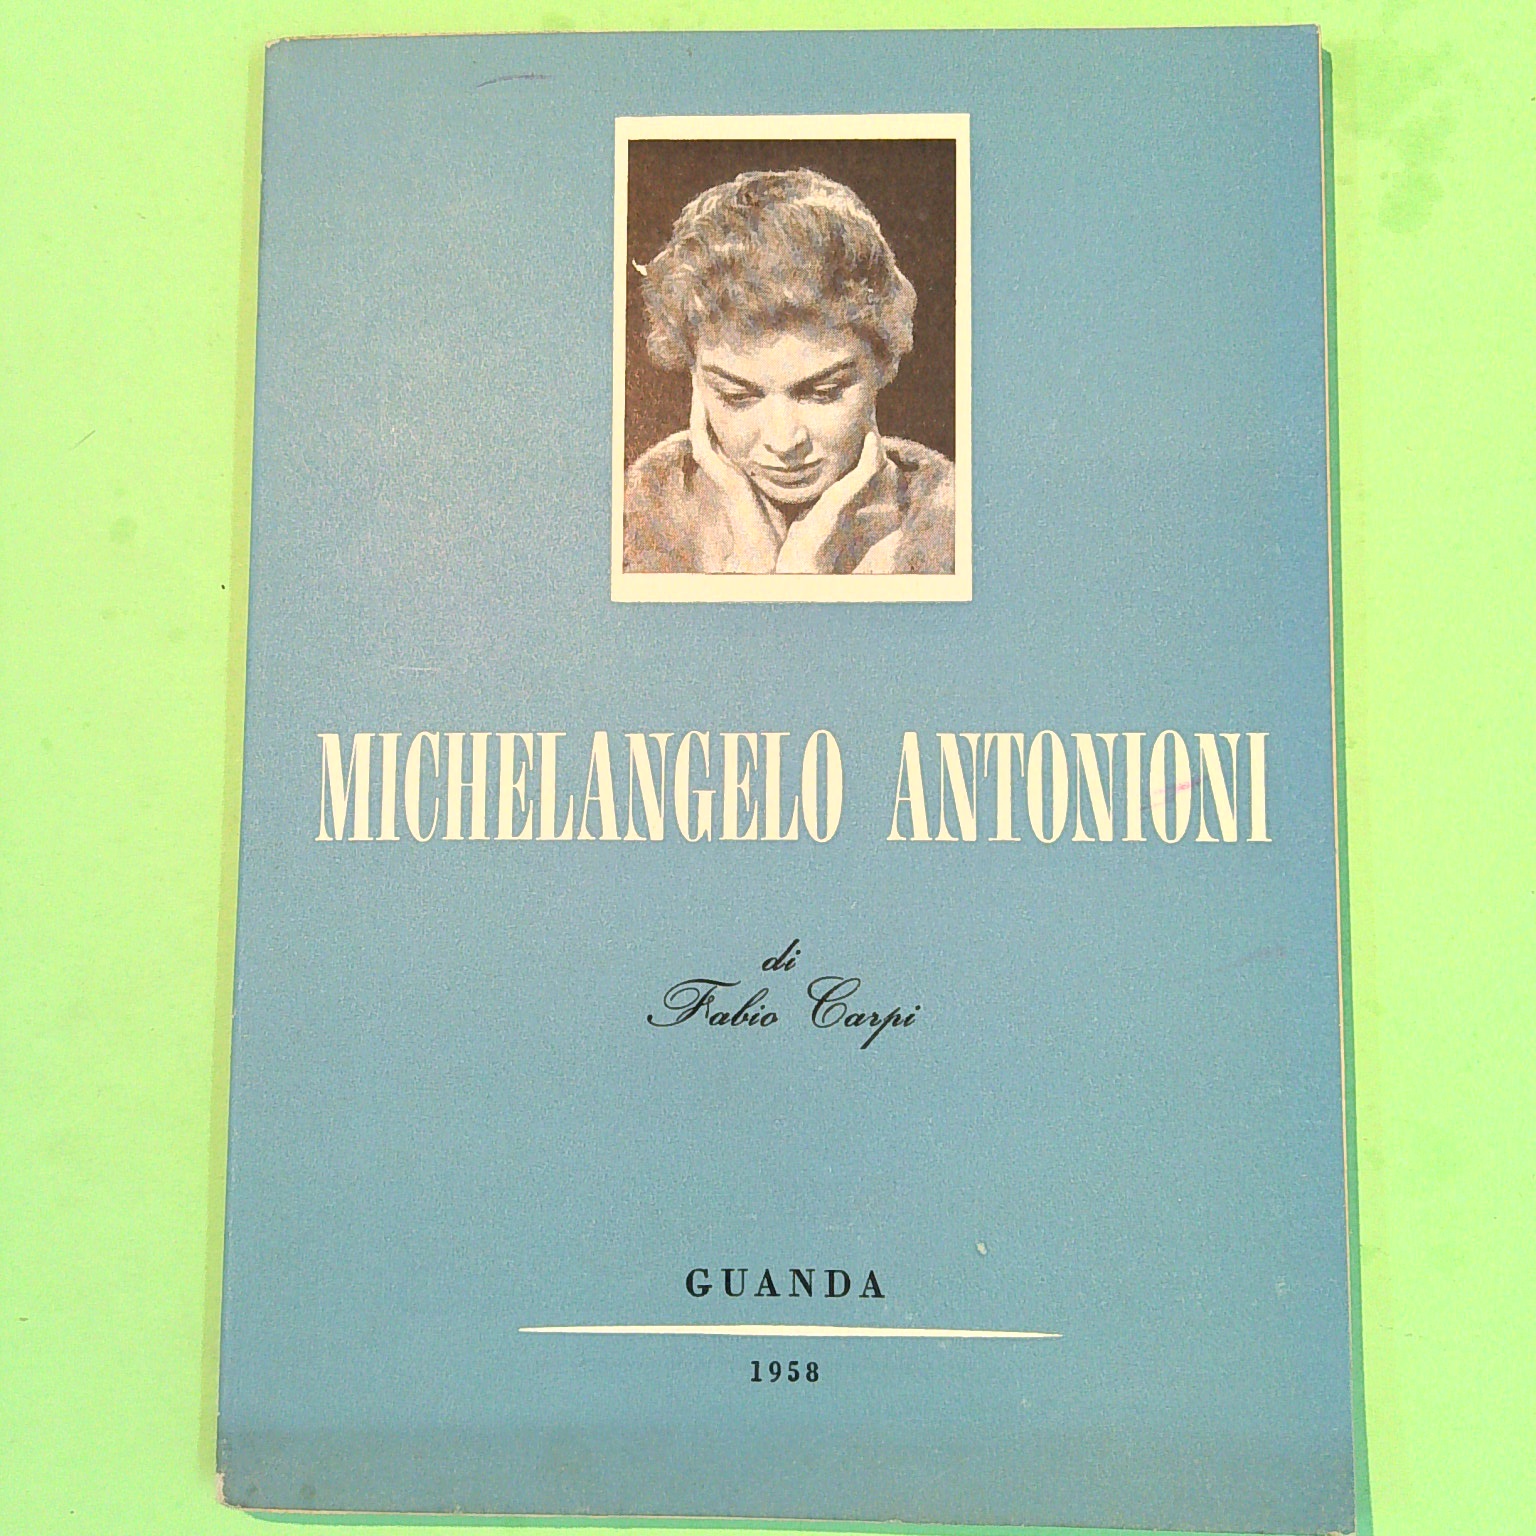 MICHELANGELO ANTONIONI
di
Fabio Carpi
GUANDA
1958